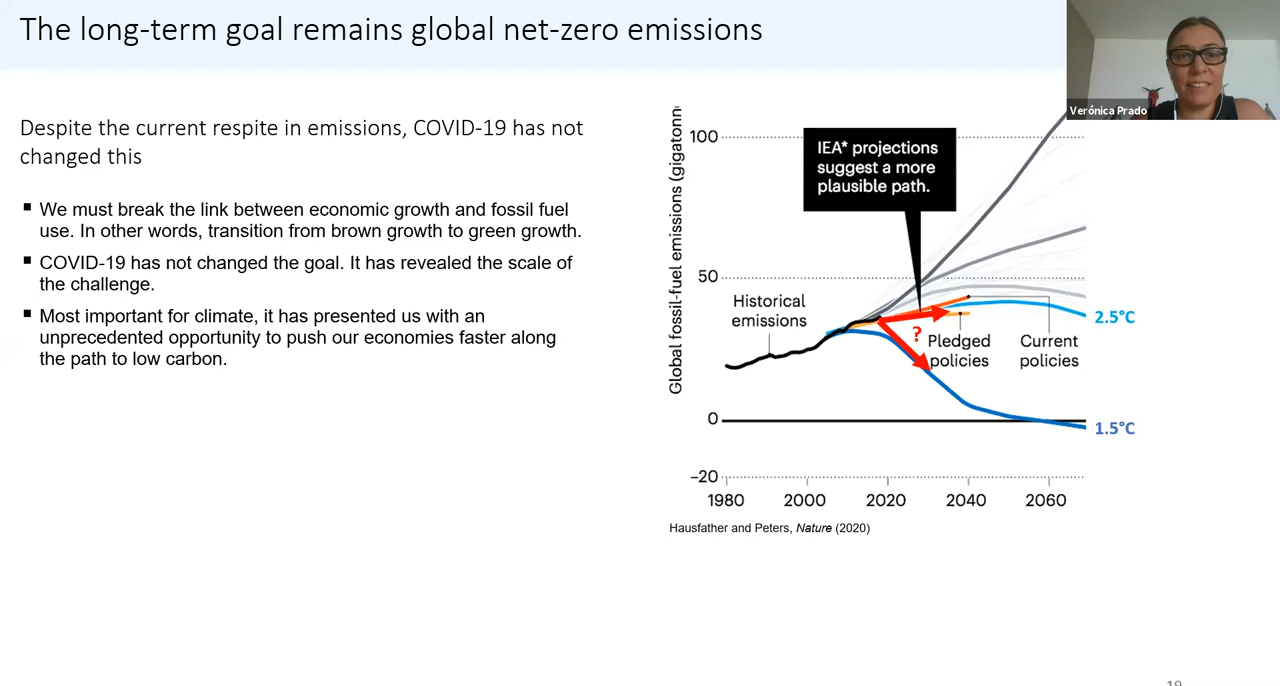 The long-term goal remains global net-zero emissions
Verónica Prado
Despite the current respite in emissions, COVID-19 has not
changed this
▪ We must break the link between economic growth and fossil fuel
use. In other words, transition from brown growth to green growth.
▪ COVID-19 has not changed the goal. It has revealed the scale of
the challenge.
▪ Most important for climate, it has presented us with an
unprecedented opportunity to push our economies faster along
the path to low carbon.
Global fossil-fuel emissions (gigatonn
100
50
0
−20
IEA* projections
suggest a more
plausible path.
Historical
emissions
?
Pledged
policies
Current
policies
2.5°C
1.5°C
1980
2000
2020
2040
2060
Hausfather and Peters, Nature (2020)